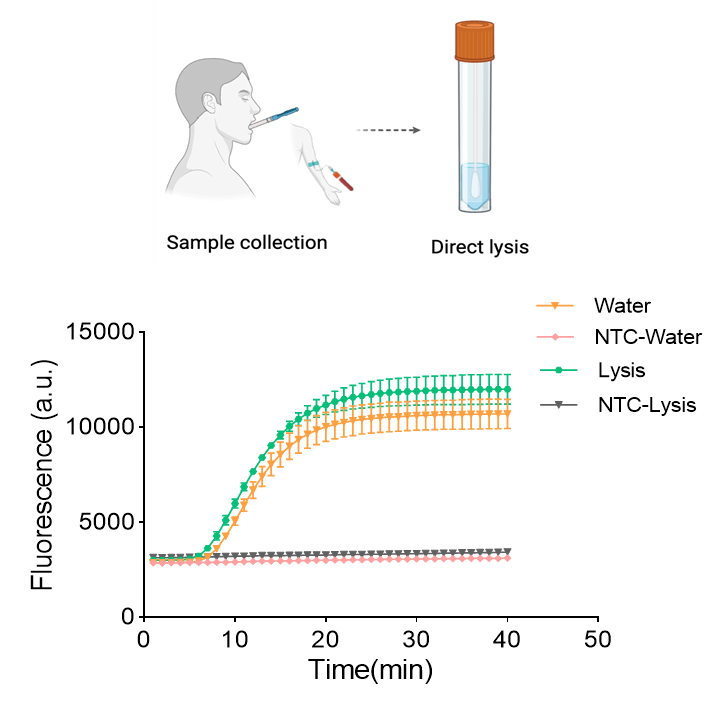 Sample collection
Direct lysis
Water
NTC-Water
Lysis
NTC-Lysis
Fluorescence (a.u.)
15000
10000
5000
0
0 10 20 30 40 50
Time(min)